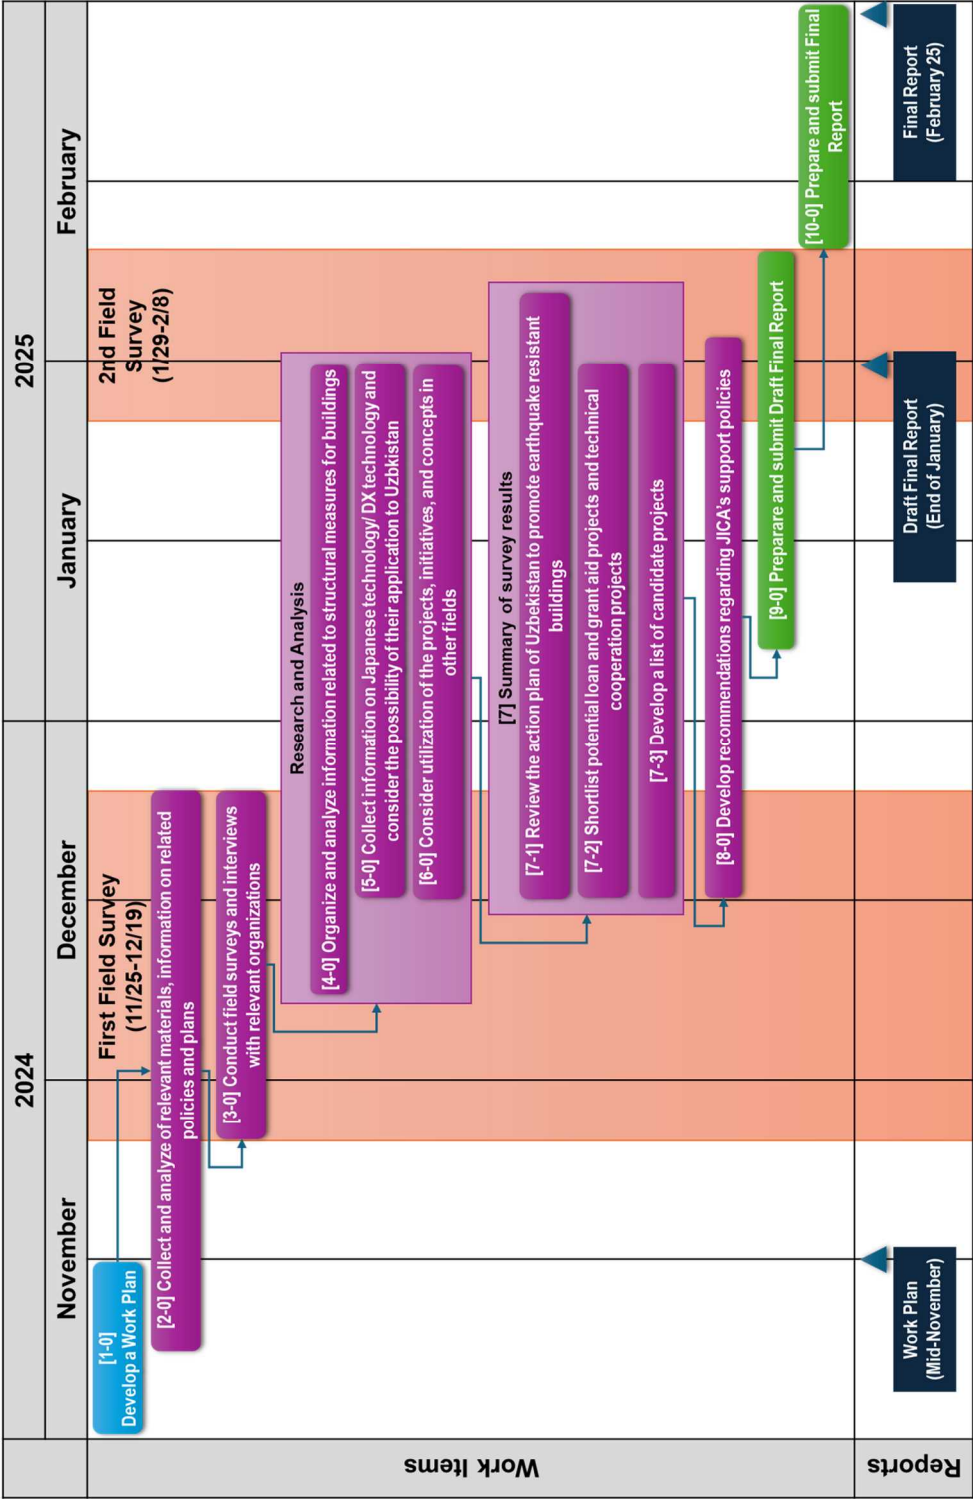 2024
2025
November
December
January
February
Work Items
First Field Survey
(11/25-12/19)
2nd Field
Survey
(1/29-2/8)
[1-0]
Develop a Work Plan
[2-0] Collect and analyze of relevant materials, information on related
policies and plans
[3-0] Conduct field surveys and interviews
with relevant organizations
Research and Analysis
[4-0] Organize and analyze information related to structural measures for buildings
[5-0] Collect information on Japanese technology/ DX technology and
consider the possibility of their application to Uzbkistan
[6-0] Consider utilization of the projects, initiatives, and concepts in
other fields
[7] Summary of survey results
[7-1] Review the action plan of Uzbekistan to promote earthquake resistant
buildings
[7-2] Shortlist potential loan and grant aid projects and technical
cooperation projects
[7-3] Develop a list of candidate projects
[8-0] Develop recommendations regarding JICA's support policies
[9-0] Preparare and submit Draft Final Report
[10-0] Prepare and submit Final
Report
Reports
Work Plan
(Mid-November)
Draft Final Report
(End of January)
Final Report
(February 25)